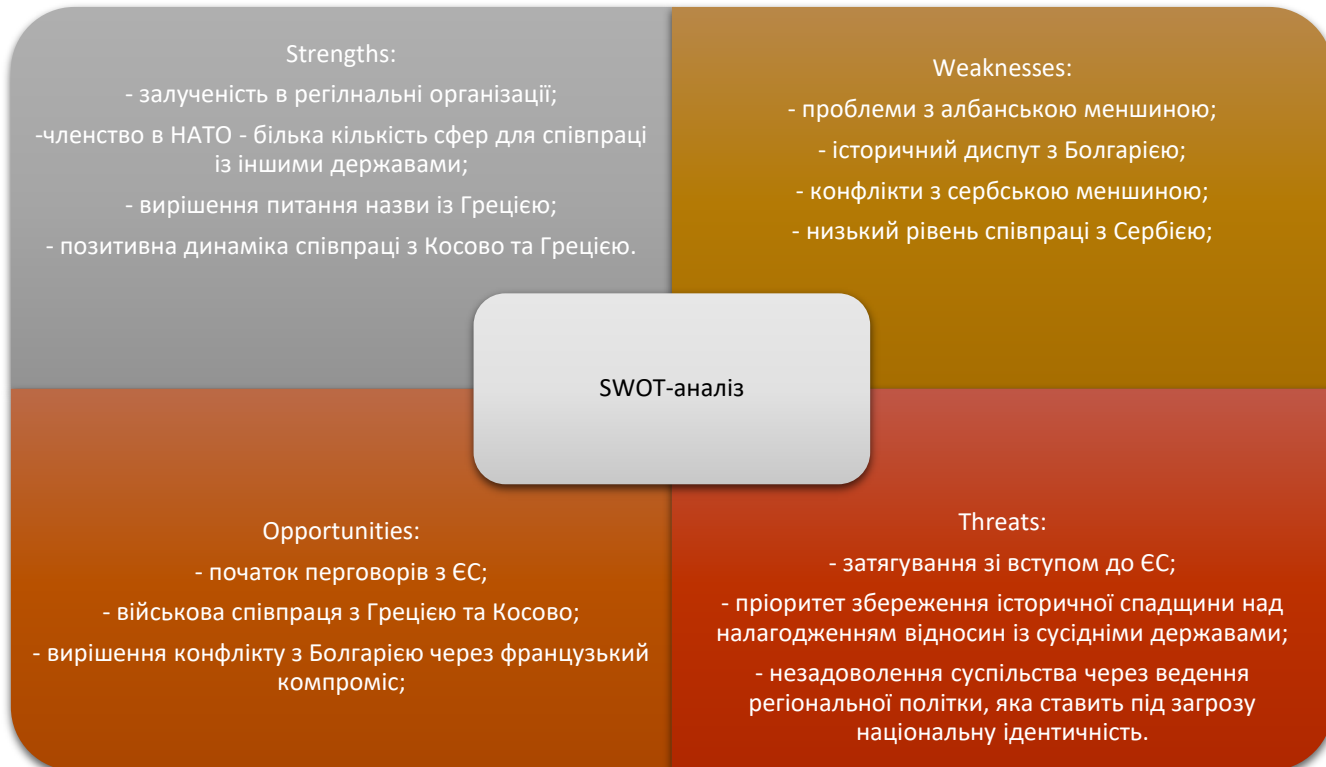 Strengths:
- залученість в регілнальні організації;
-членство в НАТО - білька кількість сфер для співпраці
із іншими державами;
- вирішення питання назви із Грецією;
- позитивна динаміка співпраці з Косово та Грецією.
Weaknesses:
- проблеми з албанською меншиною;
- історичний диспут з Болгарією;
- конфлікти з сербською меншиною;
- низький рівень співпраці з Сербією;
SWOT-аналіз
Opportunities:
- початок перговорів з ЄС;
- військова співпраця з Грецією та Косово;
- вирішення конфлікту з Болгарією через французький
компроміс;
Threats:
- затягування зі вступом до ЄС;
- пріоритет збереження історичної спадщини над
налагодженням відносин із сусідніми державами;
- незадоволення суспільства через ведення
регіональної політки, яка ставить під загрозу
національну ідентичність.